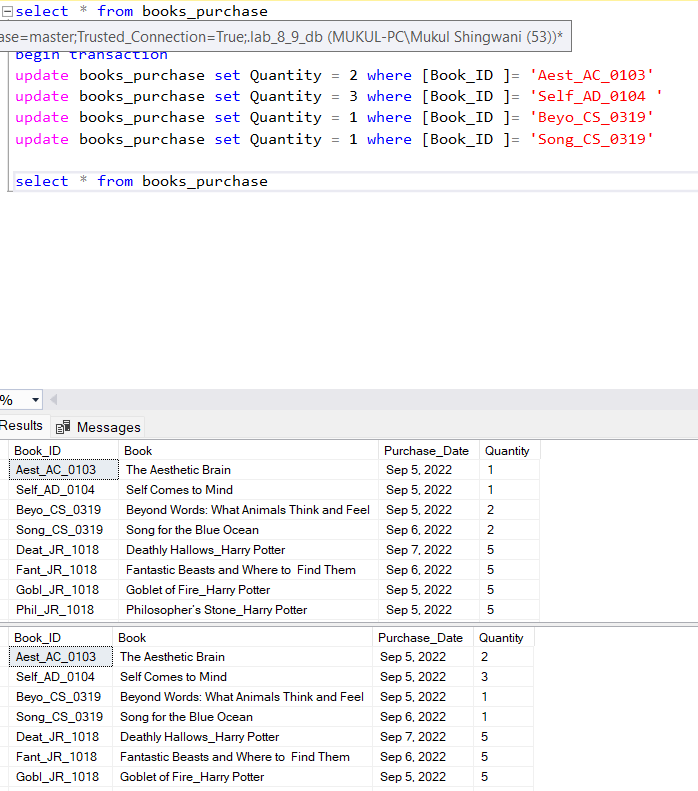 select * from books_purchase
ase=master;Trusted_Connection=True;.lab_8_9_db (MUKUL-PC\Mukul Shingwani (53))*
begin transaction
update books_purchase set Quantity = 2 where [Book_ID ]= 'Aest_AC_0103'
update books_purchase set Quantity = 3 where [Book_ID ]= 'Self_AD_0104 '
update books_purchase set Quantity = 1 where [Book_ID ]= 'Beyo_CS_0319'
update books_purchase set Quantity = 1 where [Book_ID ]= 'Song_CS_0319'
select * from books_purchase
%
Results Messages
Book_ID Book Purchase_Date Quantity
Aest_AC_0103 The Aesthetic Brain Sep 5, 2022 1
Self_AD_0104 Self Comes to Mind Sep 5, 2022 1
Beyo_CS_0319 Beyond Words: What Animals Think and Feel Sep 5, 2022 2
Song_CS_0319 Song for the Blue Ocean Sep 6, 2022 2
Deat_JR_1018 Deathly Hallows_Harry Potter Sep 7, 2022 5
Fant_JR_1018 Fantastic Beasts and Where to  Find Them Sep 6, 2022 5
Gobl_JR_1018 Goblet of Fire_Harry Potter Sep 5, 2022 5
Phil_JR_1018 Philosopher's Stone_Harry Potter Sep 5, 2022 5
Book_ID Book Purchase_Date Quantity
Aest_AC_0103 The Aesthetic Brain Sep 5, 2022 2
Self_AD_0104 Self Comes to Mind Sep 5, 2022 3
Beyo_CS_0319 Beyond Words: What Animals Think and Feel Sep 5, 2022 1
Song_CS_0319 Song for the Blue Ocean Sep 6, 2022 1
Deat_JR_1018 Deathly Hallows_Harry Potter Sep 7, 2022 5
Fant_JR_1018 Fantastic Beasts and Where to  Find Them Sep 6, 2022 5
Gobl_JR_1018 Goblet of Fire_Harry Potter Sep 5, 2022 5